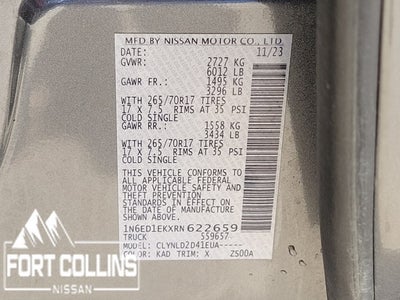 MFD BY NISSAN MOTOR CO., LTD.
DATE: 11/23
GVWR: 2727 KG
6012 LB
GAWR FR.: 1495 KG
3296 LB
WITH 265/70R17 TIRES
17 X 7.5 RIMS AT 35 PSI
COLD SINGLE
GAWR RR.: 1558 KG
3434 LB
WITH 265/70R17 TIRES
17 X 7.5 RIMS AT 35 PSI
COLD SINGLE
THIS VEHICLE CONFORMS TO
ALL APPLICABLE FEDERAL
MOTOR VEHICLE SAFETY AND
THEFT PREVENTION
STANDARDS IN EFFECT ON
THE DATE OF MANUFACTURE
SHOWN ABOVE.
1N6ED1EKXRN622659
TRUCK 559657
MODEL: CLYNLD2D41EUA-----
COLOR: KAD TRIM: X ZS00A
FORT COLLINS
NISSAN